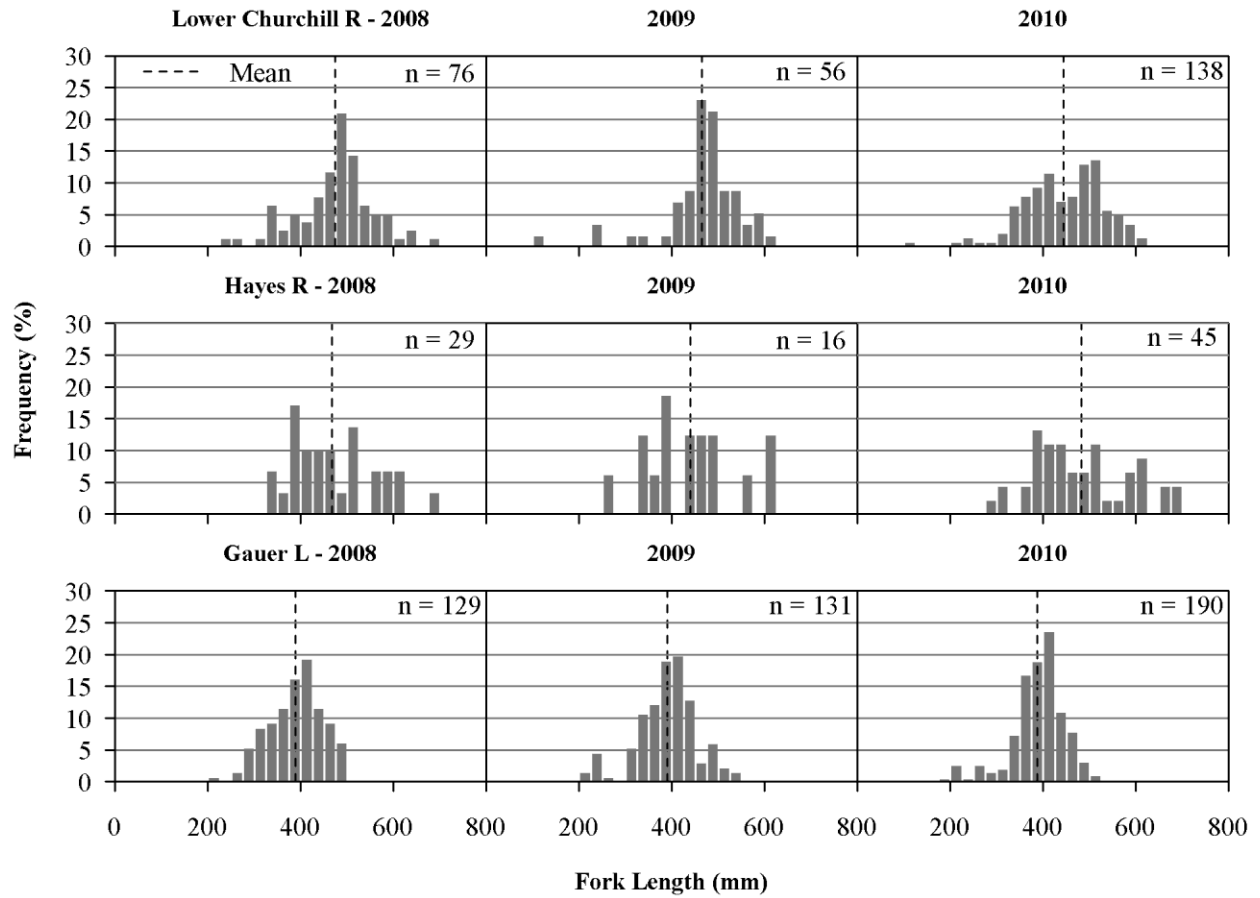 Lower Churchill R - 2008 2009 2010
30 Mean n = 76 n = 56 n = 138
25
20
15
10
5
0
Hayes R - 2008 2009 2010
30 n = 29 n = 16 n = 45
25
20
15
10
5
0
Frequency (%)
Gauer L - 2008 2009 2010
30 n = 129 n = 131 n = 190
25
20
15
10
5
0
0 200 400 600 800 200 400 600 800 200 400 600 800
Fork Length (mm)